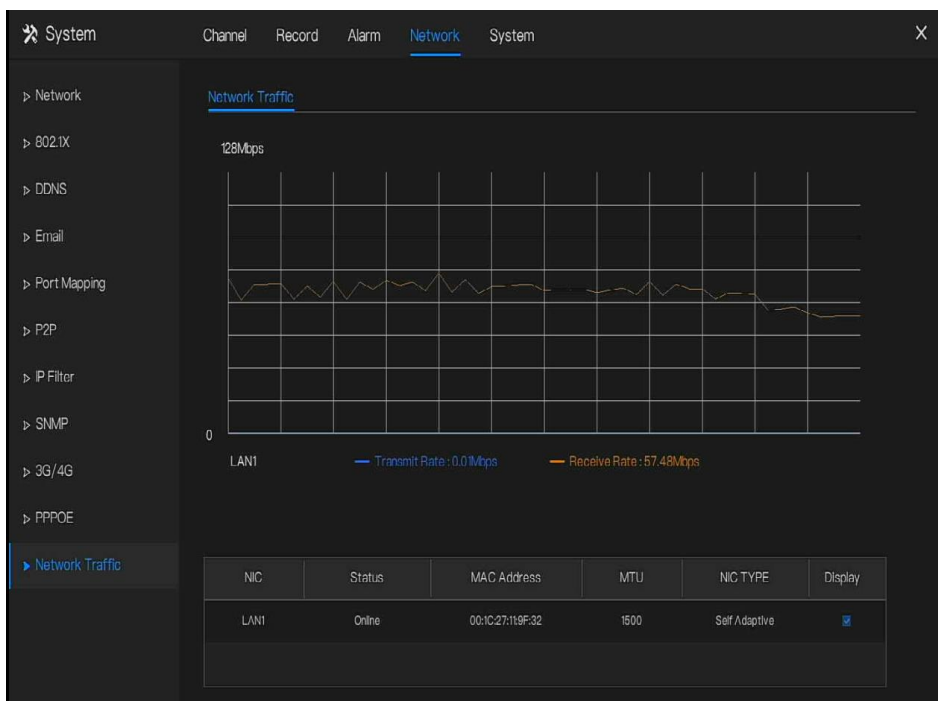 System
Channel Record Alarm Network System X
Network
802.1X
DDNS
Email
Port Mapping
P2P
IP Filter
SNMP
3G/4G
PPPOE
Network Traffic
Network Traffic
128Mbps
0
LAN1 Transmit Rate : 0.01Mbps Receive Rate : 57.48Mbps
NIC Status MAC Address MTU NIC TYPE Display
LAN1 Online 00:1C:27:11:9F:32 1500 Self Adaptive